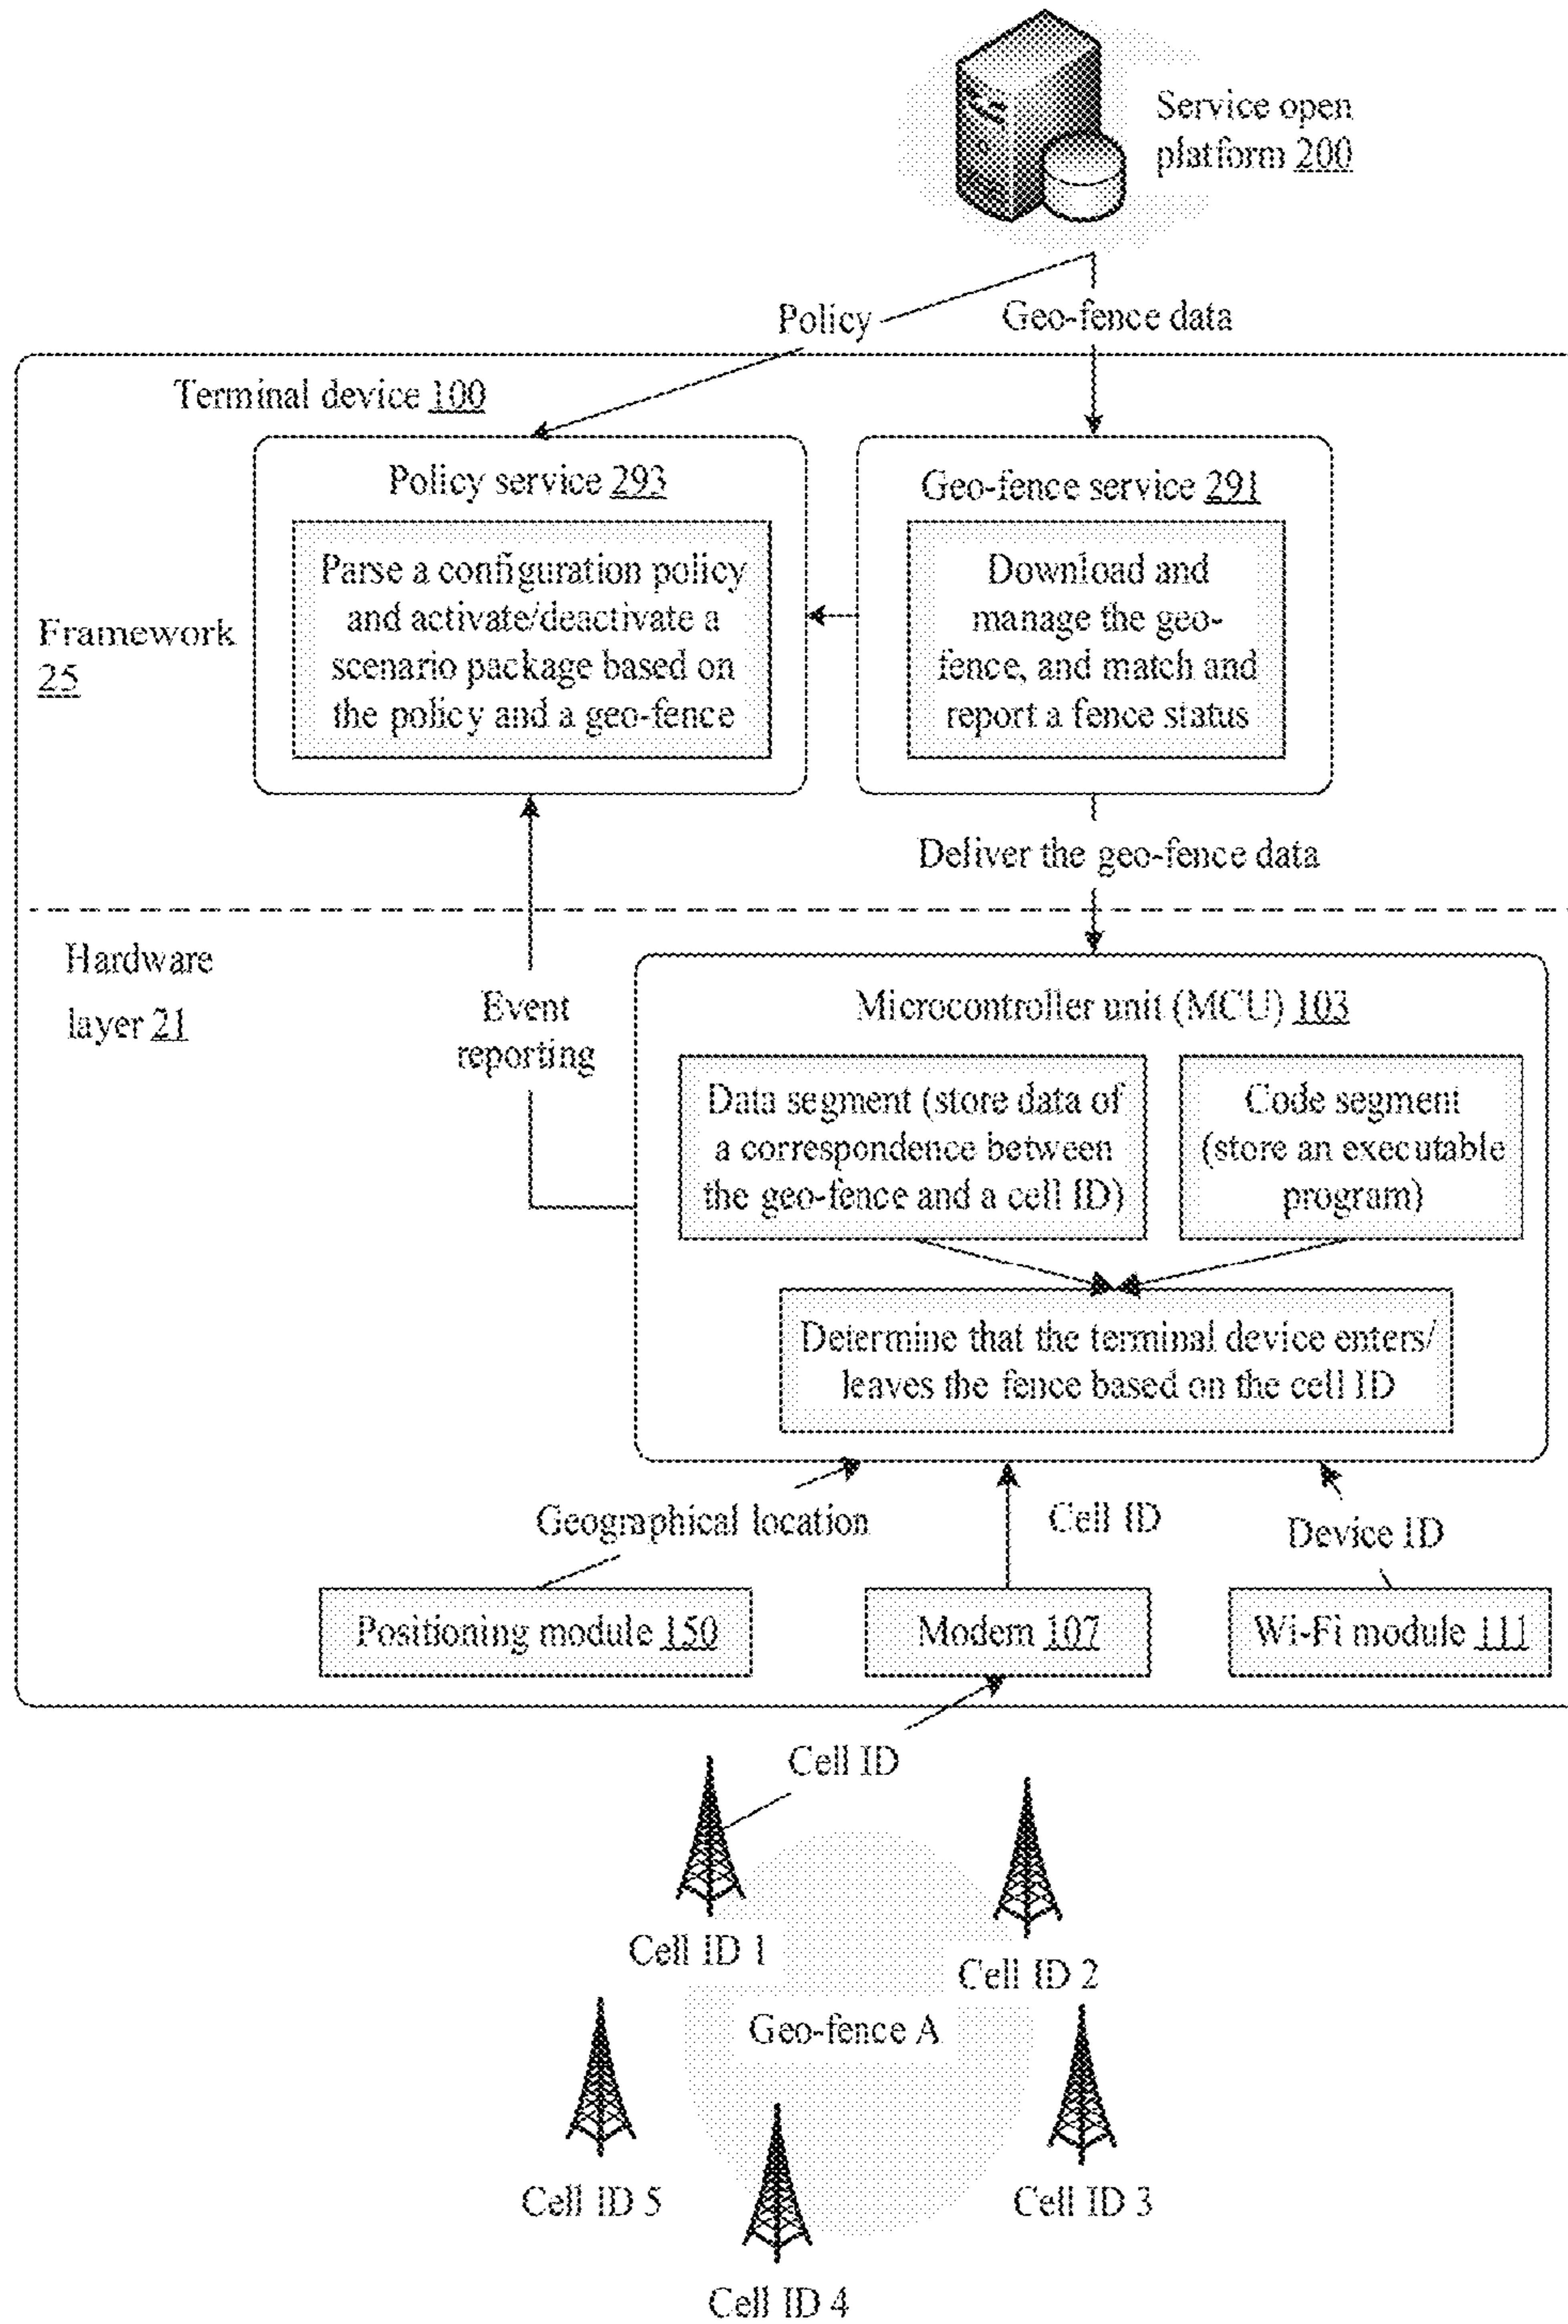 Service open
platform 200
Policy
Geo-fence data
Terminal device 100
Policy service 293
Parse a configuration policy
and activate/deactivate a
scenario package based on
the policy and a geo-fence
Geo-fence service 291
Download and
manage the geo-
fence, and match and
report a fence status
Framework
25
Deliver the geo-fence data
Hardware
layer 21
Event
reporting
Microcontroller unit (MCU) 103
Data segment (store data of
a correspondence between
the geo-fence and a cell ID)
Code segment
(store an executable
program)
Determine that the terminal device enters/
leaves the fence based on the cell ID
Geographical location
Cell ID
Device ID
Positioning module 150
Modem 107
Wi-Fi module 111
Cell ID
Cell ID 1
Cell ID 2
Geo-fence A
Cell ID 5
Cell ID 3
Cell ID 4